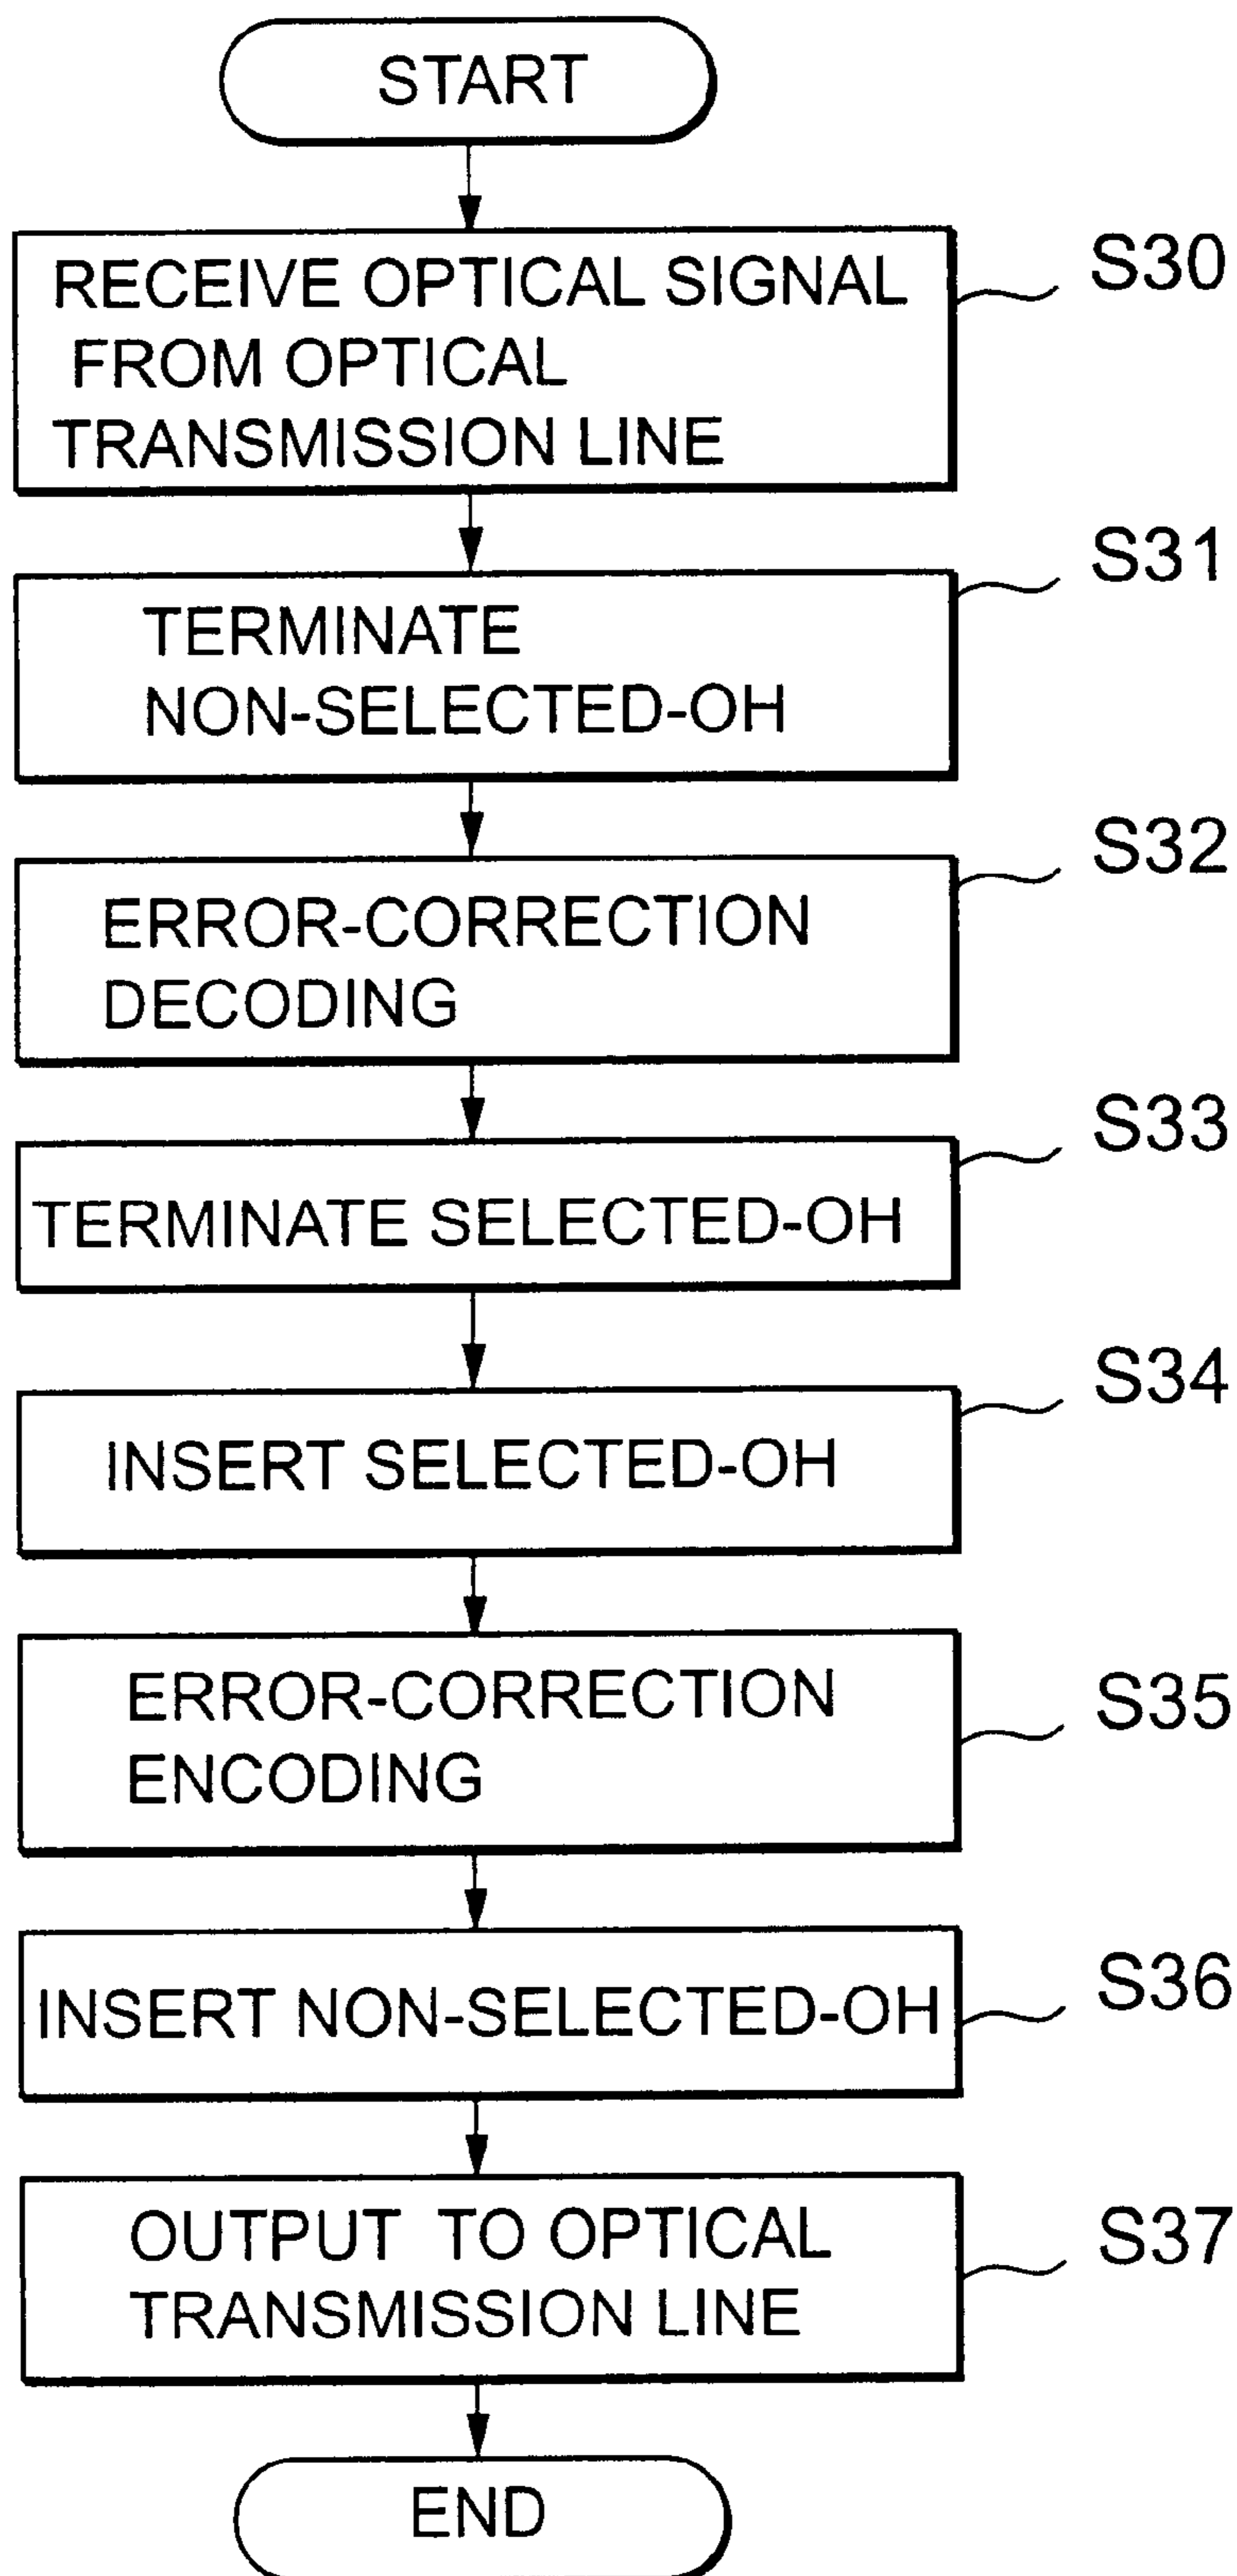 START
RECEIVE OPTICAL SIGNAL
FROM OPTICAL
TRANSMISSION LINE
S30
TERMINATE
NON-SELECTED-OH
S31
ERROR-CORRECTION
DECODING
S32
TERMINATE SELECTED-OH
S33
INSERT SELECTED-OH
S34
ERROR-CORRECTION
ENCODING
S35
INSERT NON-SELECTED-OH
S36
OUTPUT TO OPTICAL
TRANSMISSION LINE
S37
END